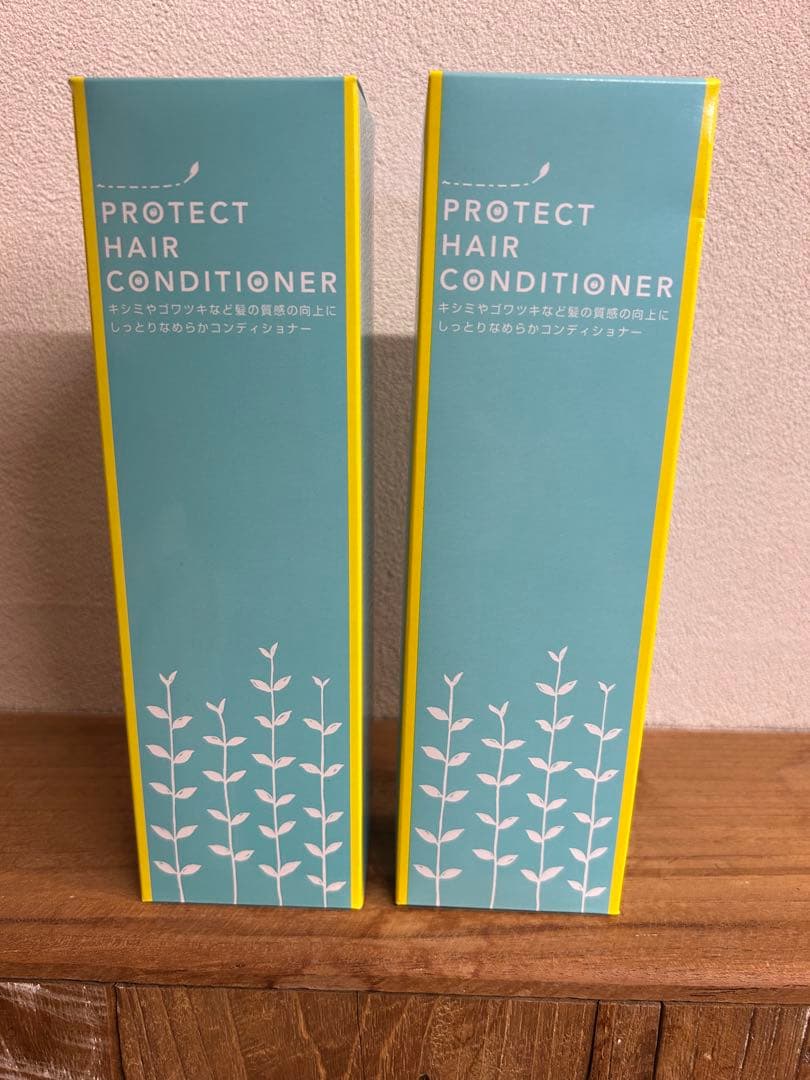 PROTECT
HAIR
CONDITIONER
キシミやゴワツキなど髪の質感の向上に
しっとりなめらかコンディショナー
PROTECT
HAIR
CONDITIONER
キシミやゴワツキなど髪の質感の向上に
しっとりなめらかコンディショナー